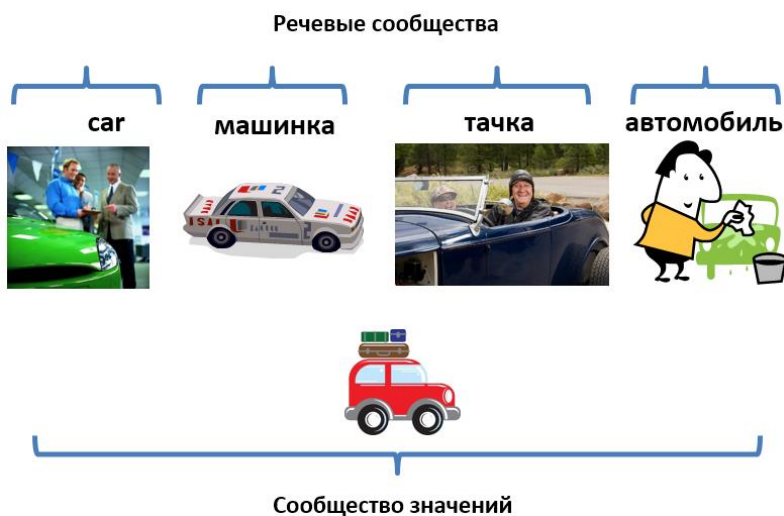 Речевые сообщества
car машинка тачка автомобиль
Сообщество значений